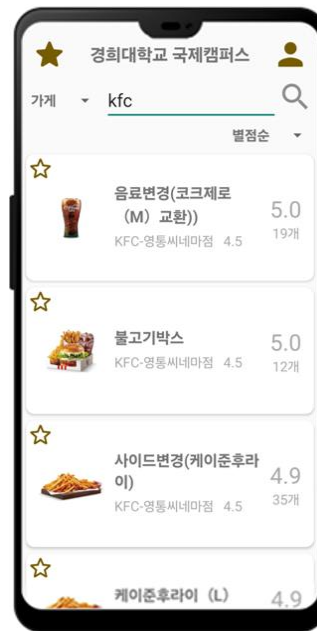 경희대학교 국제캠퍼스
가게
kfc
별점순
음료변경(코크제로
(M) 교환))
5.0
19개
KFC-영통씨네마점 4.5
불고기박스
5.0
KFC-영통씨네마점 4.5
12개
사이드변경(케이준후라
이)
4.9
35개
KFC-영통씨네마점 4.5
케이준후라이 (L)
4.9